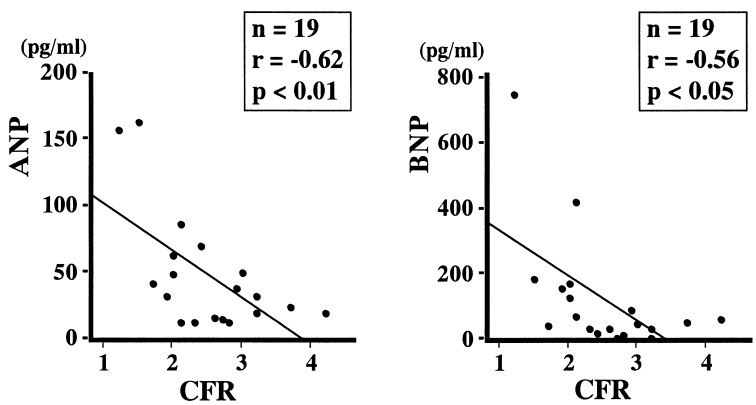 n = 19
r = -0.62
p < 0.01
(pg/ml)
200
150
100
50
0
ANP
1 2 3 4
CFR
n = 19
r = -0.56
p < 0.05
(pg/ml)
800
600
400
200
0
BNP
1 2 3 4
CFR